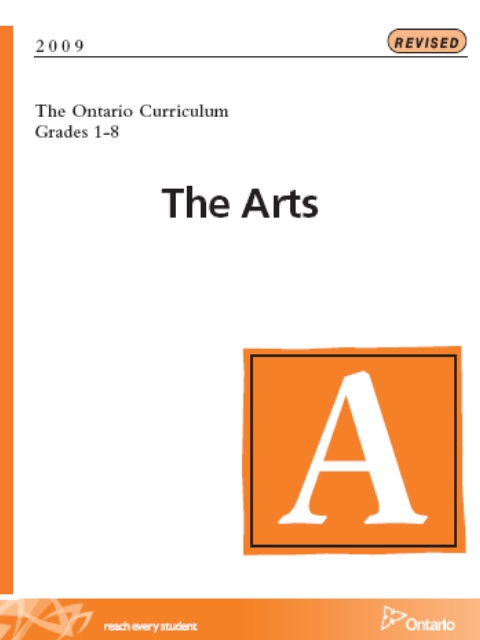 2009
REVISED
The Ontario Curriculum
Grades 1-8
The Arts
A
reach every student
Ontario